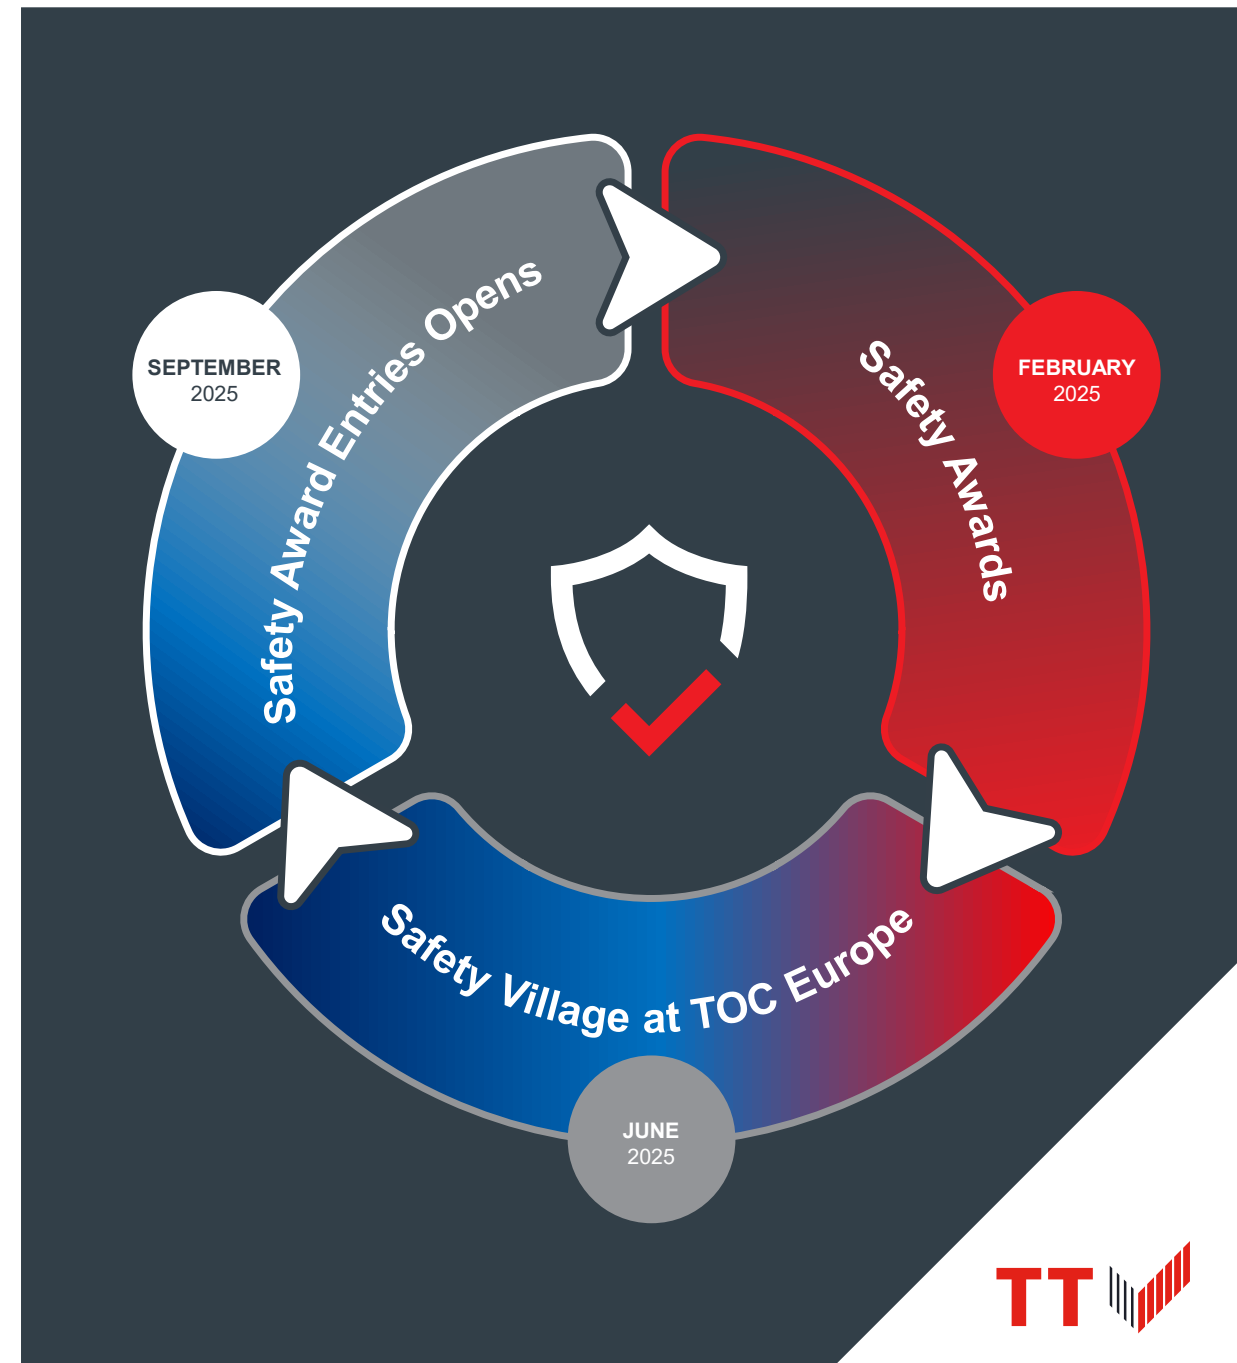 SEPTEMBER
2025
Safety Award Entries Opens
FEBRUARY
2025
Safety Awards
Safety Village at TOC Europe
JUNE
2025
TT